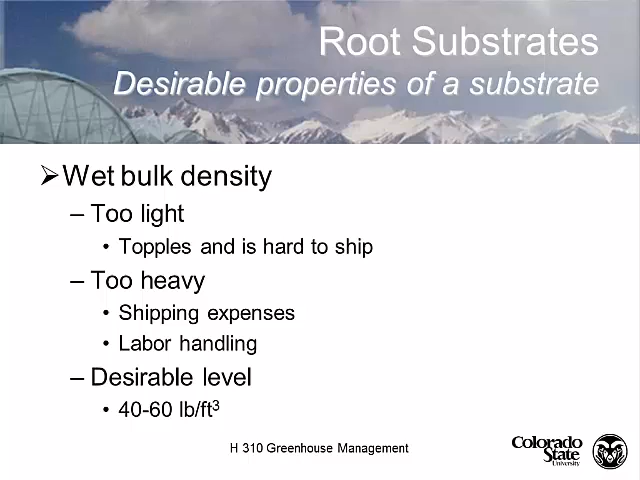 Root Substrates
Desirable properties of a substrate
➢Wet bulk density
– Too light
• Topples and is hard to ship
– Too heavy
• Shipping expenses
• Labor handling
– Desirable level
• 40-60 lb/ft³
H 310 Greenhouse Management
Colorado
State
University